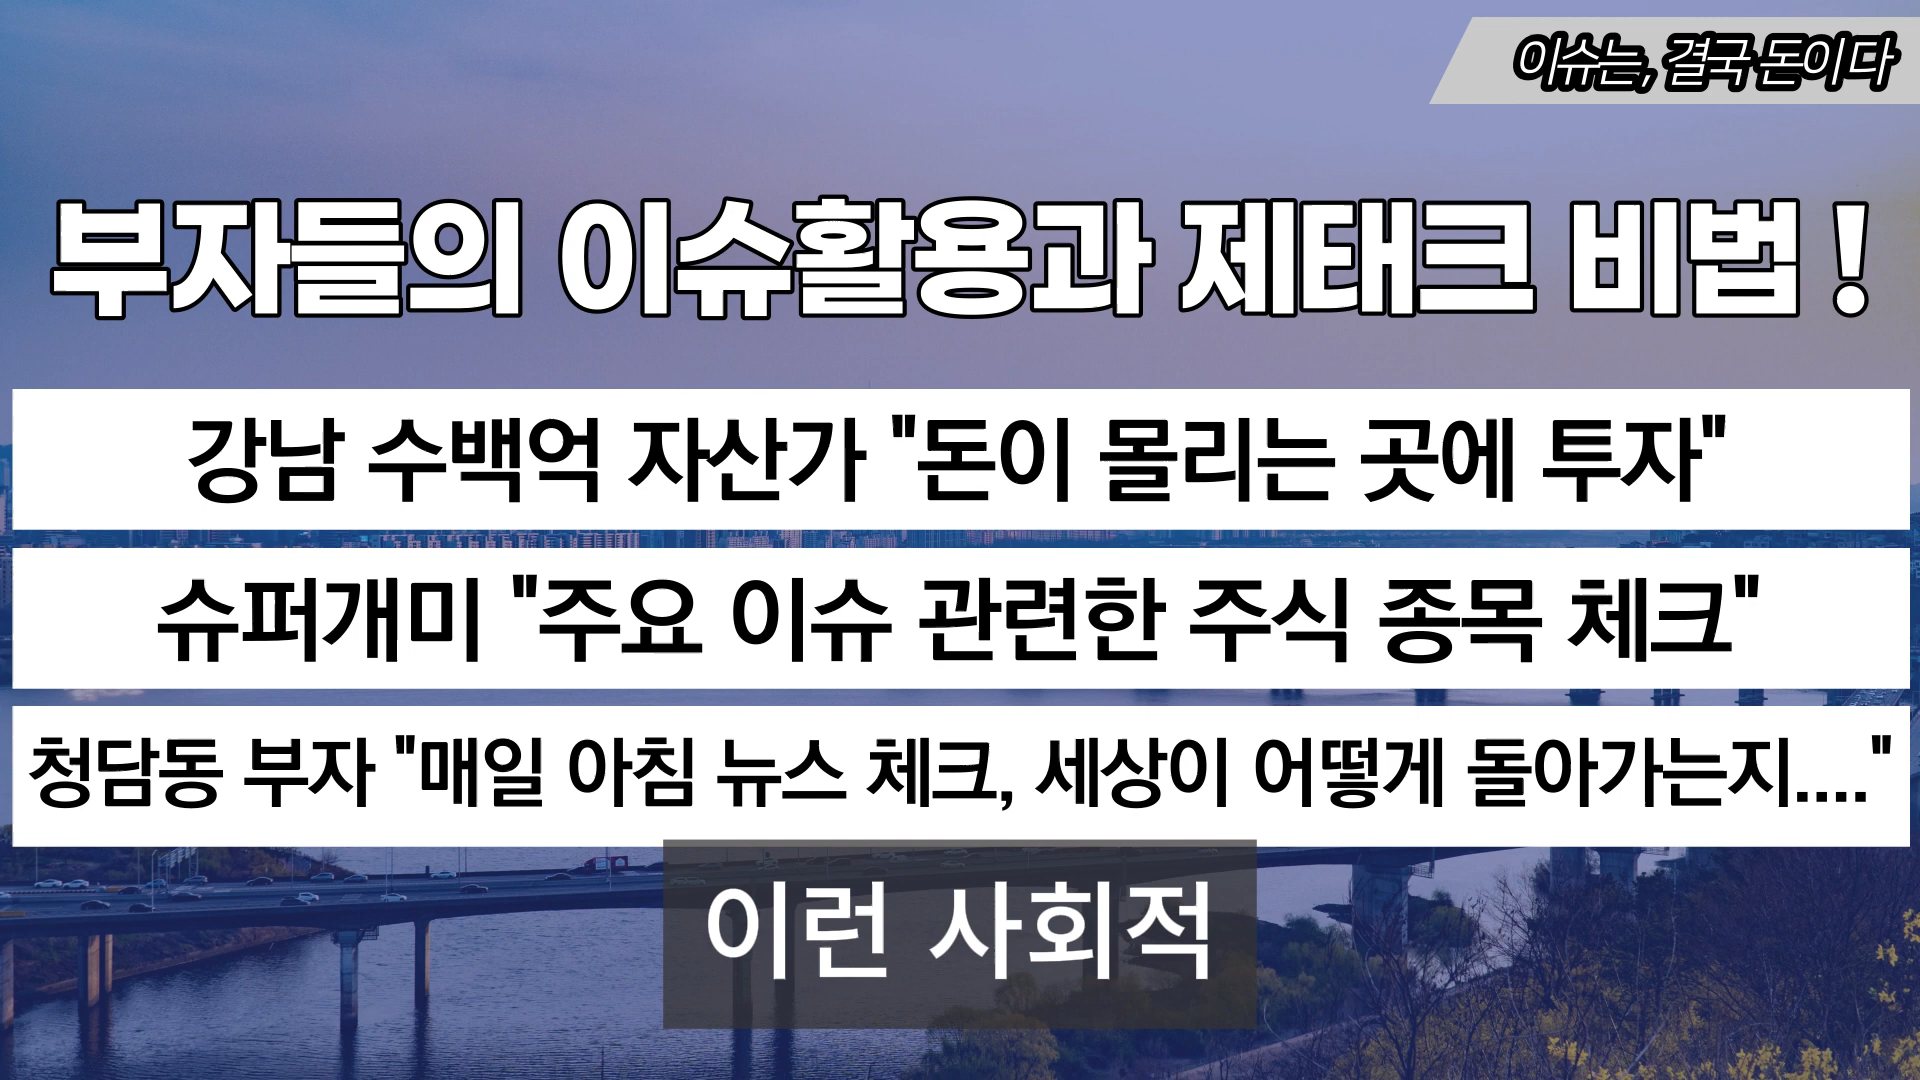 이슈는, 결국 돈이다
부자들의 이슈활용과 제태크 비법 !
강남 수백억 자산가 "돈이 몰리는 곳에 투자"
슈퍼개미 "주요 이슈 관련한 주식 종목 체크"
청담동 부자 "매일 아침 뉴스 체크, 세상이 어떻게 돌아가는지...."
이런 사회적